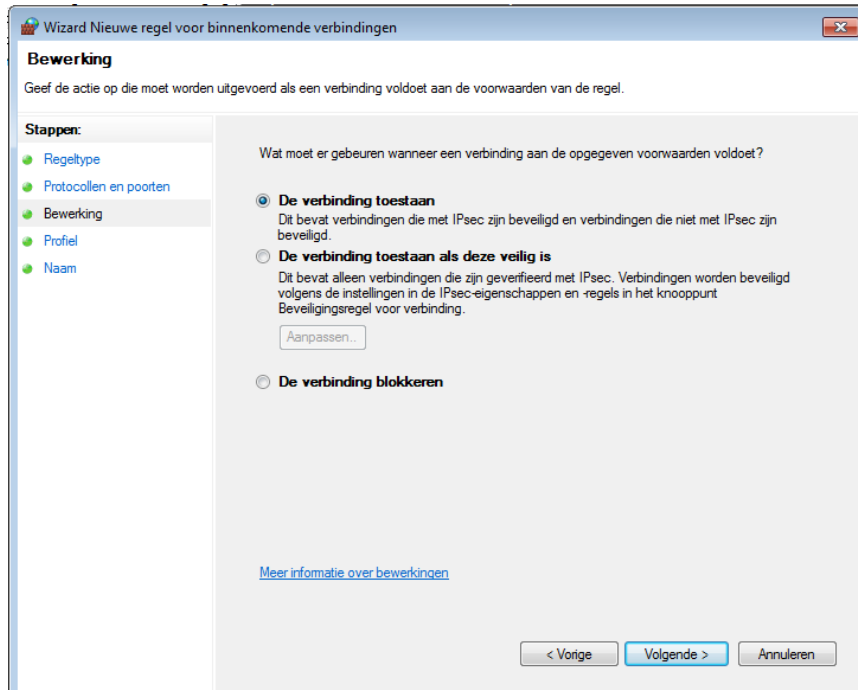 Wizard Nieuwe regel voor binnenkomende verbindingen
Bewerking
Geef de actie op die moet worden uitgevoerd als een verbinding voldoet aan de voorwaarden van de regel.
Stappen:
Regeltype
Protocollen en poorten
Bewerking
Profiel
Naam
Wat moet er gebeuren wanneer een verbinding aan de opgegeven voorwaarden voldoet?
De verbinding toestaan
Dit bevat verbindingen die met IPsec zijn beveiligd en verbindingen die niet met IPsec zijn
beveiligd.
De verbinding toestaan als deze veilig is
Dit bevat alleen verbindingen die zijn geverifieerd met IPsec. Verbindingen worden beveiligd
volgens de instellingen in de IPsec-eigenschappen en -regels in het knooppunt
Beveiligingsregel voor verbinding.
Aanpassen..
De verbinding blokkeren
Meer informatie over bewerkingen
< Vorige
Volgende >
Annuleren